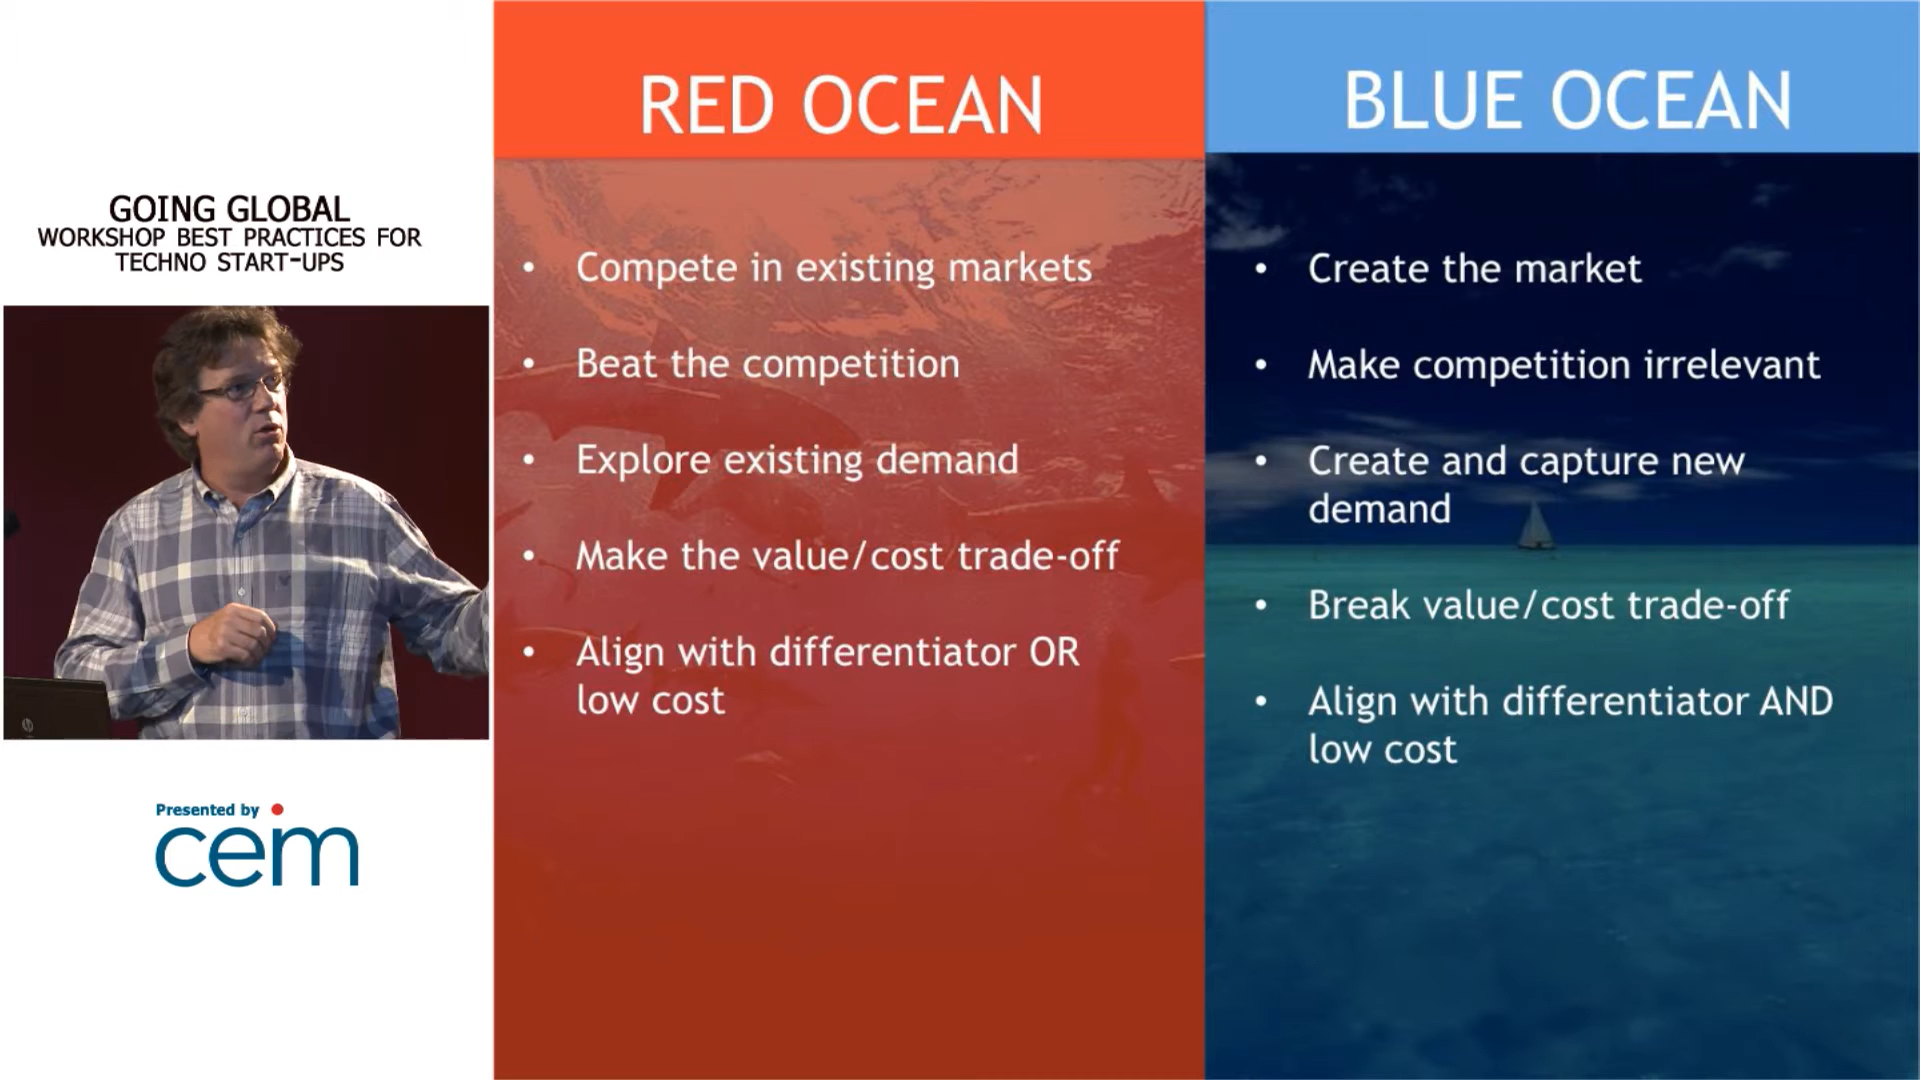 GOING GLOBAL
WORKSHOP BEST PRACTICES FOR
TECHNO START-UPS
Presented by
cem
RED OCEAN
• Compete in existing markets
• Beat the competition
• Explore existing demand
• Make the value/cost trade-off
• Align with differentiator OR
low cost
BLUE OCEAN
• Create the market
• Make competition irrelevant
• Create and capture new
demand
• Break value/cost trade-off
• Align with differentiator AND
low cost